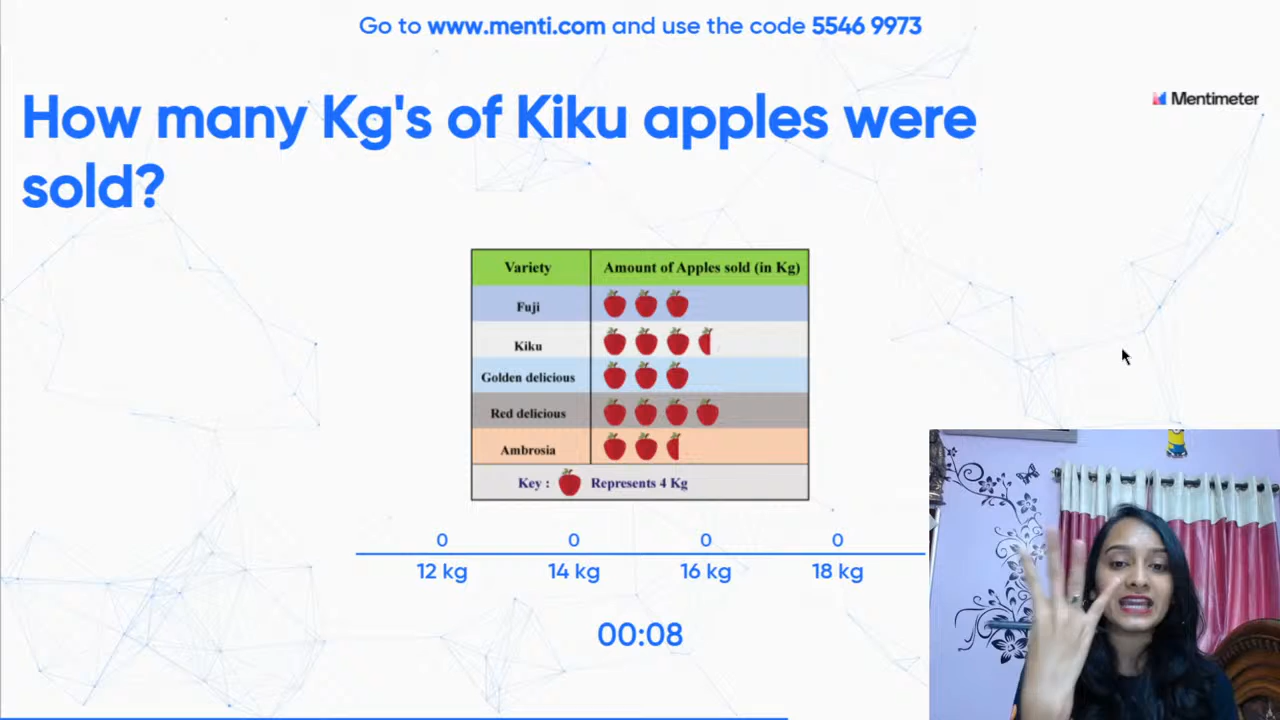 Go to www.menti.com and use the code 5546 9973
How many Kg's of Kiku apples were
sold?
Mentimeter
Variety Amount of Apples sold (in Kg)
Fuji
Kiku
Golden delicious
Red delicious
Ambrosia
Key : Represents 4 Kg
0 0 0 0
12 kg 14 kg 16 kg 18 kg
00:08